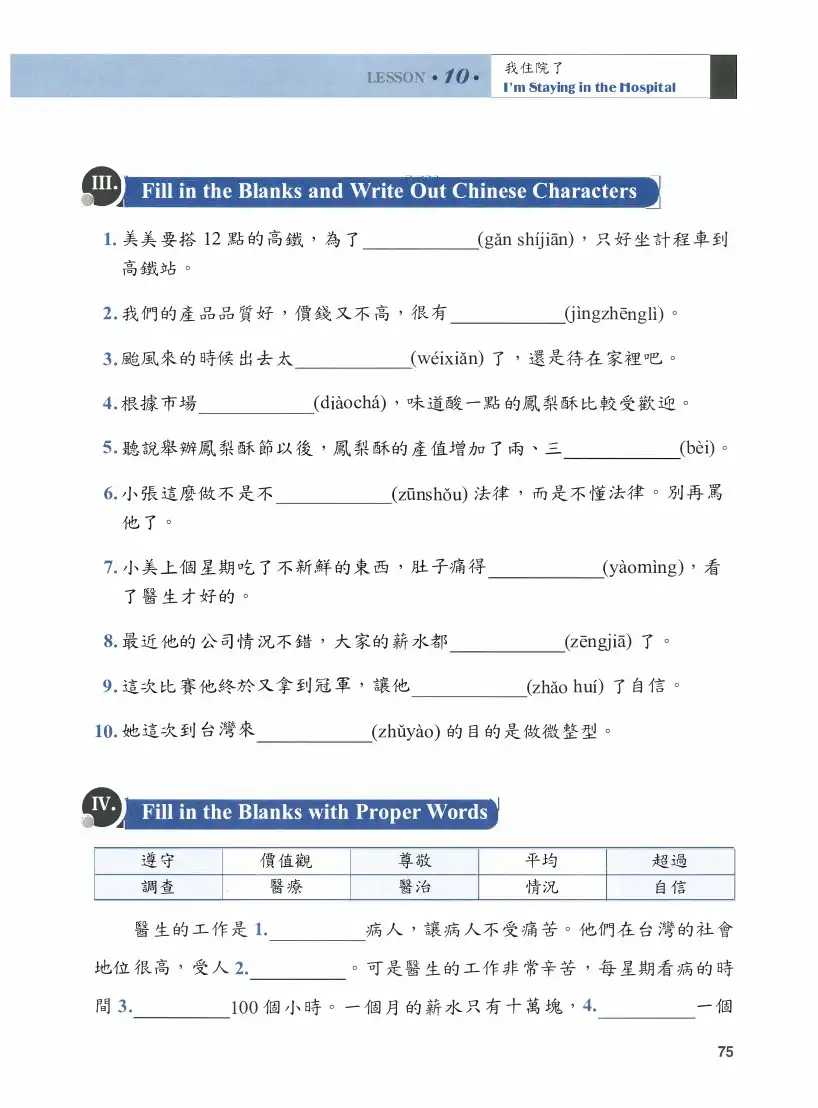 LESSON • 10 •
我住院了
I'm Staying in the Hospital
III. Fill in the Blanks and Write Out Chinese Characters
1. 美美要搭 12 點的高鐵，為了____________(gǎn shíjiān)，只好坐計程車到
高鐵站。
2. 我們的產品品質好，價錢又不高，很有____________(jìngzhēnglì)。
3. 颱風來的時候出去太____________(wéixiǎn) 了，還是待在家裡吧。
4. 根據市場____________(diàochá)，味道酸一點的鳳梨酥比較受歡迎。
5. 聽說舉辦鳳梨酥節以後，鳳梨酥的產值增加了兩、三____________(bèi)。
6. 小張這麼做不是不____________(zūnshǒu) 法律，而是不懂法律。別再罵
他了。
7. 小美上個星期吃了不新鮮的東西，肚子痛得____________(yàomìng)，看
了醫生才好的。
8. 最近他的公司情況不錯，大家的薪水都____________(zēngjiā) 了。
9. 這次比賽他終於又拿到冠軍，讓他____________(zhǎo huí) 了自信。
10. 她這次到台灣來____________(zhǔyào) 的目的是做微整型。
IV. Fill in the Blanks with Proper Words
遵守 價值觀 尊敬 平均 超過
調查 醫療 醫治 情況 自信
醫生的工作是 1.__________病人，讓病人不受痛苦。他們在台灣的社會
地位很高，受人 2.__________。可是醫生的工作非常辛苦，每星期看病的時
間 3.__________100 個小時。一個月的薪水只有十萬塊，4.__________一個
75